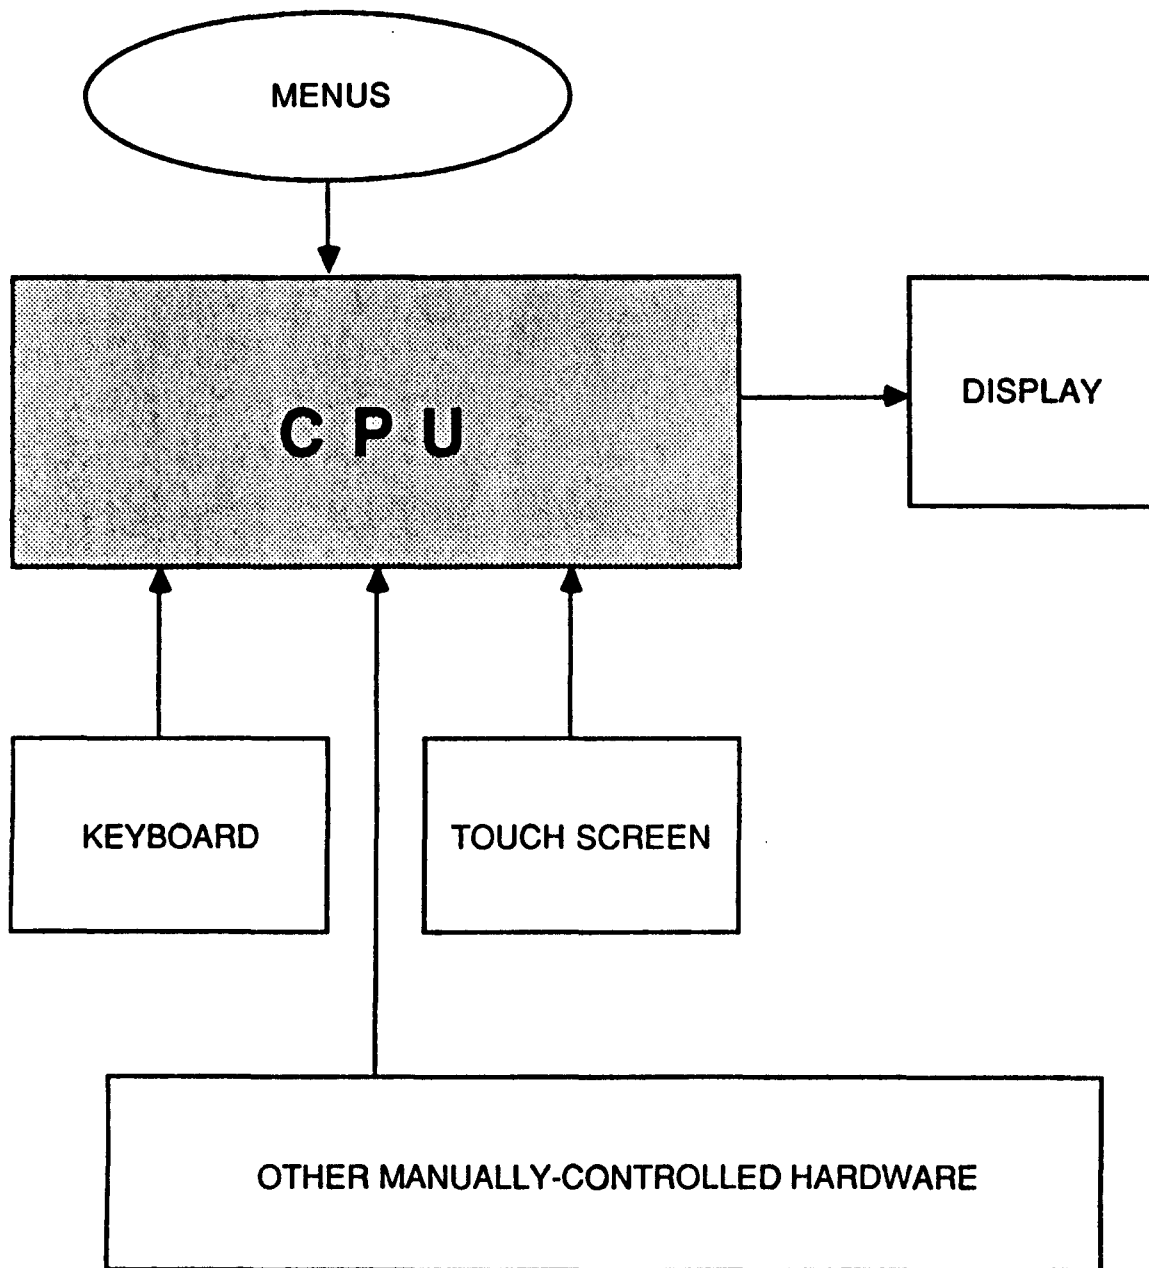 MENUS
C P U
DISPLAY
KEYBOARD
TOUCH SCREEN
OTHER MANUALLY-CONTROLLED HARDWARE